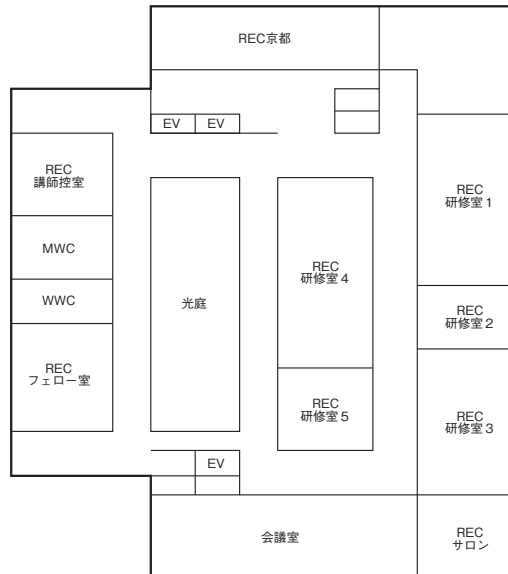 REC京都
EV
EV
REC
講師控室
REC
研修室1
MWC
REC
研修室4
WWC
光庭
REC
研修室2
REC
フェロー室
REC
研修室5
REC
研修室3
EV
会議室
REC
サロン